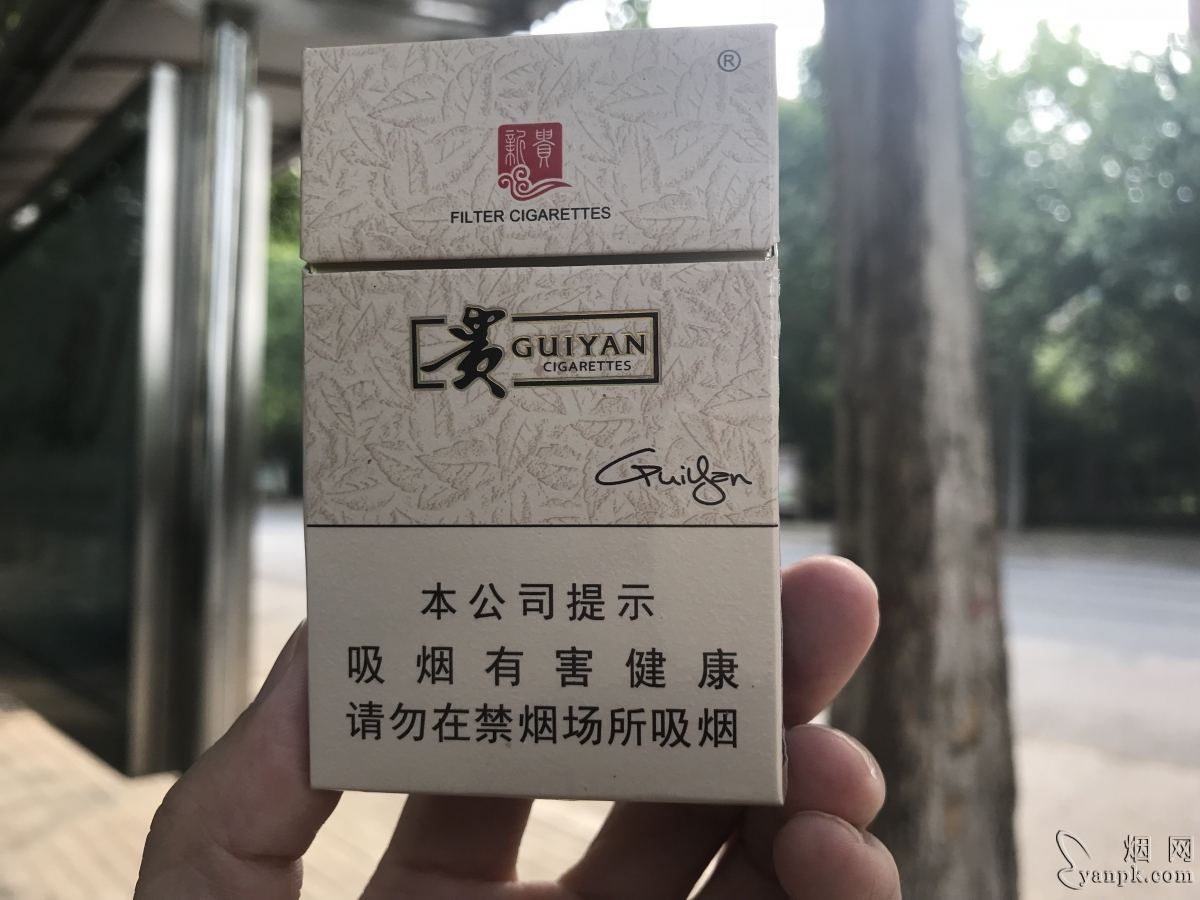 ®
新貴
FILTER CIGARETTES
贵 GUIYAN
CIGARETTES
GuiYan
本公司提示
吸烟有害健康
请勿在禁烟场所吸烟
烟网
yanpk.com